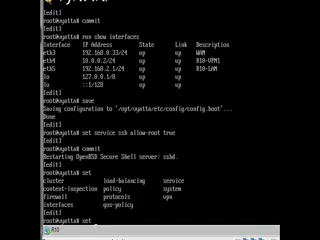 [edit]
root@vyatta# commit
[edit]
root@vyatta# run show interfaces
Interface IP Address State Link Description
eth3 192.168.0.33/24 up up WAN
eth4 10.0.0.2/24 up up R10-VPN1
eth5 192.168.2.1/24 up up R10-LAN
lo 127.0.0.1/8 up up
lo ::1/128 up up
[edit]
root@vyatta# save
Saving configuration to '/opt/vyatta/etc/config/config.boot'...
Done
[edit]
root@vyatta# set service ssh allow-root true
[edit]
root@vyatta# commit
Restarting OpenBSD Secure Shell server: sshd.
[edit]
root@vyatta# set
cluster load-balancing service
content-inspection policy system
firewall protocols vpn
interfaces qos-policy
[edit]
root@vyatta# set
R10